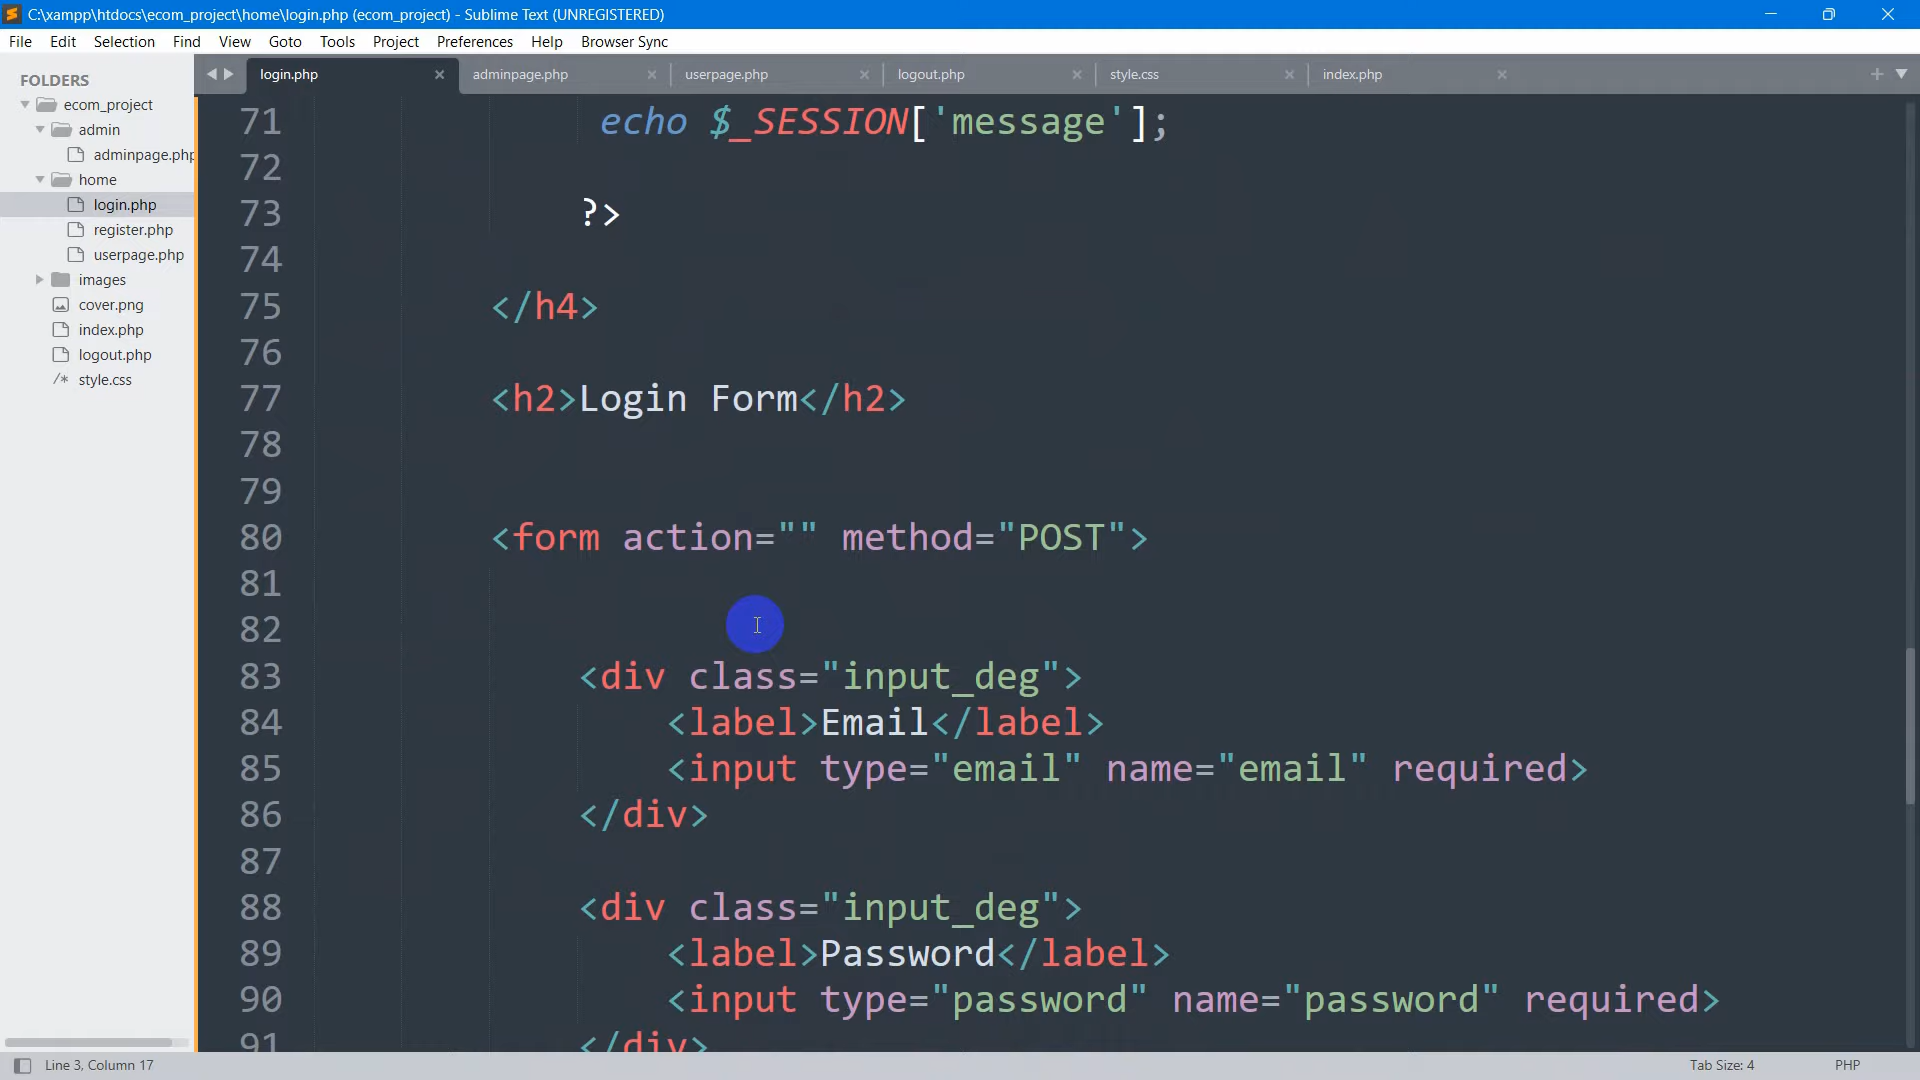 C:\xampp\htdocs\ecom_project\home\login.php (ecom_project) - Sublime Text (UNREGISTERED)
File Edit Selection Find View Goto Tools Project Preferences Help Browser Sync
FOLDERS
ecom_project
admin
adminpage.php
home
login.php
register.php
userpage.php
images
cover.png
index.php
logout.php
/* style.css
login.php adminpage.php userpage.php logout.php style.css index.php
71 echo $_SESSION['message'];
72
73 ?>
74
75 </h4>
76
77 <h2>Login Form</h2>
78
79
80 <form action="" method="POST">
81
82
83 <div class="input_deg">
84 <label>Email</label>
85 <input type="email" name="email" required>
86 </div>
87
88 <div class="input_deg">
89 <label>Password</label>
90 <input type="password" name="password" required>
91 </div>
Line 3, Column 17 Tab Size: 4 PHP